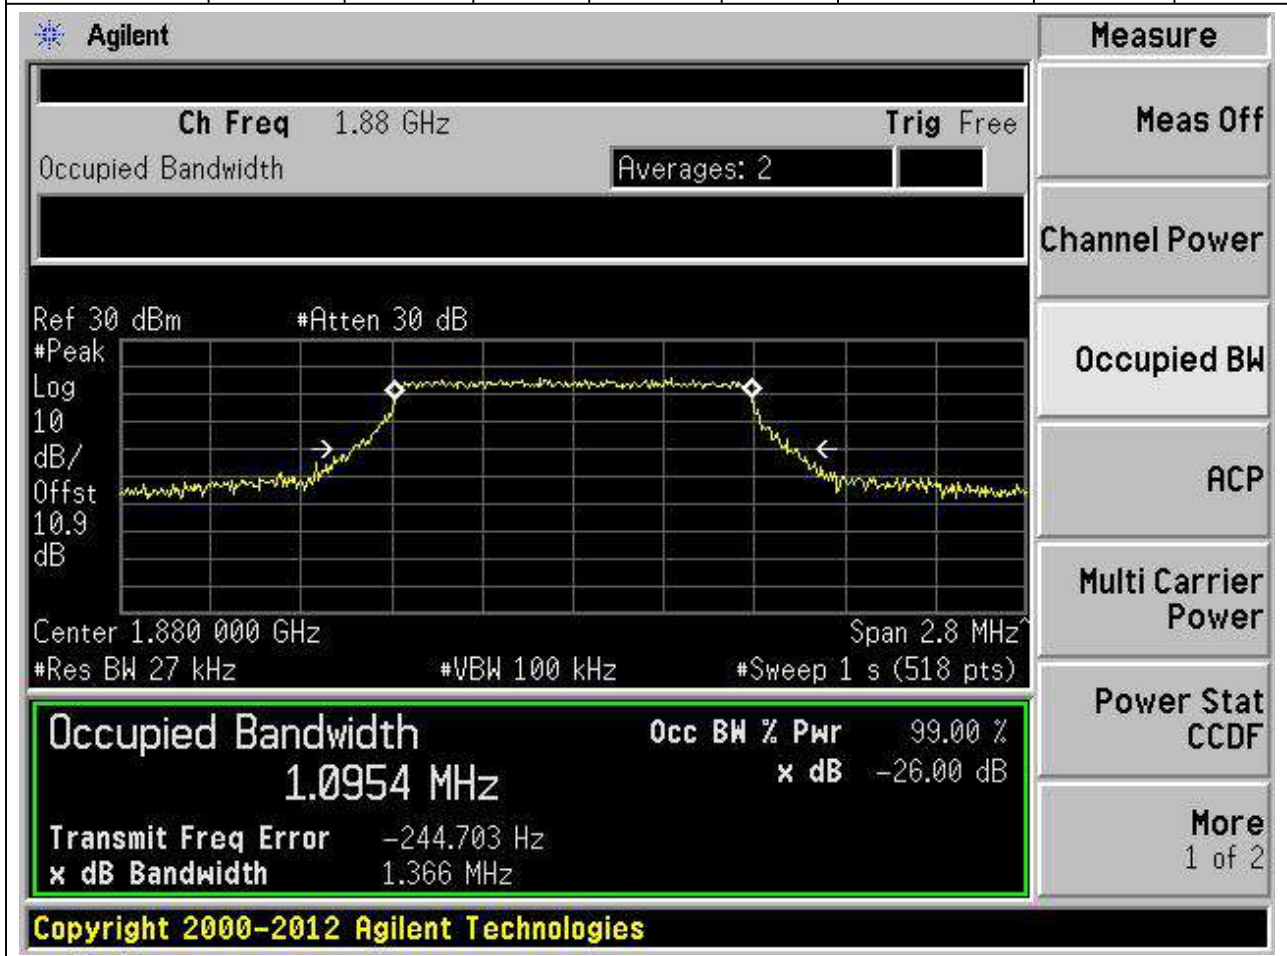 Agilent
Measure
Ch Freq 1.88 GHz Trig Free
Occupied Bandwidth Averages: 2
Meas Off
Channel Power
Occupied BW
ACP
Multi Carrier
Power
Power Stat
CCDF
More
1 of 2
Ref 30 dBm #Atten 30 dB
#Peak
Log
10
dB/
Offst
10.9
dB
Center 1.880 000 GHz Span 2.8 MHz^
#Res BW 27 kHz #VBW 100 kHz #Sweep 1 s (518 pts)
Occupied Bandwidth
1.0954 MHz
Occ BW % Pwr 99.00 %
x dB -26.00 dB
Transmit Freq Error -244.703 Hz
x dB Bandwidth 1.366 MHz
Copyright 2000-2012 Agilent Technologies